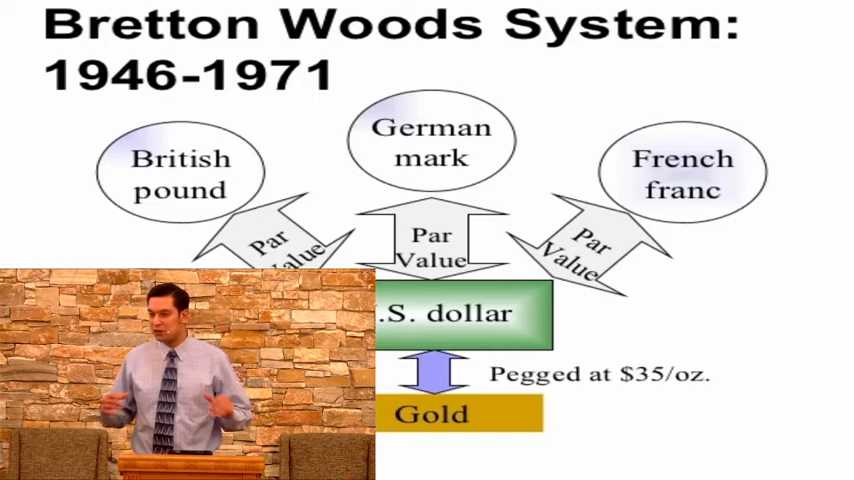 Bretton Woods System:
1946-1971
British
pound
German
mark
French
franc
Par
alue
Par
Value
Par
Value
.S. dollar
Pegged at $35/oz.
Gold